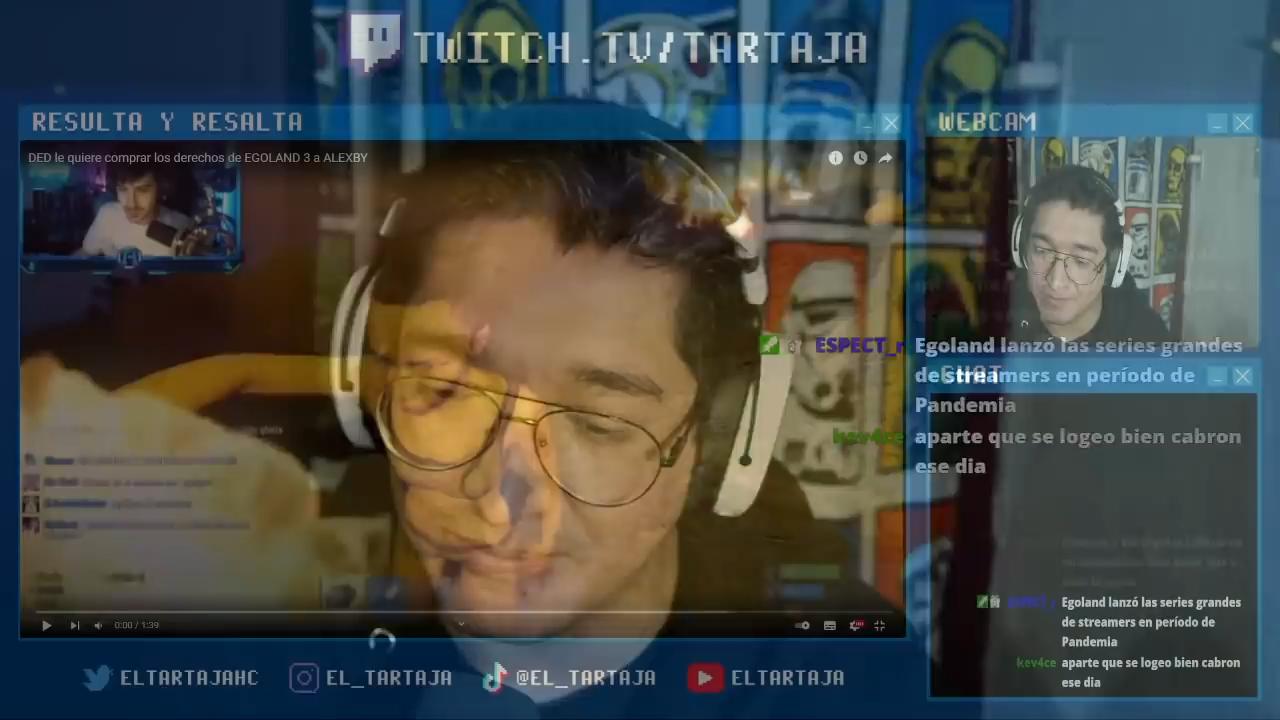 TWITCH.TV/TARTAJA
RESULTA Y RESALTA
WEBCAM
DED le quiere comprar los derechos de EGOLAND 3 a ALEXBY
ESPECT_r Egoland lanzó las series grandes
de streamers en período de
Pandemia
kev4ce aparte que se logeo bien cabron
ese dia
CHAT
Egoland lanzó las series grandes
de streamers en período de
Pandemia
kev4ce aparte que se logeo bien cabron
ese dia
0:00 / 1:39
ELTARTAJAHC
EL_TARTAJA
@EL_TARTAJA
ELTARTAJA